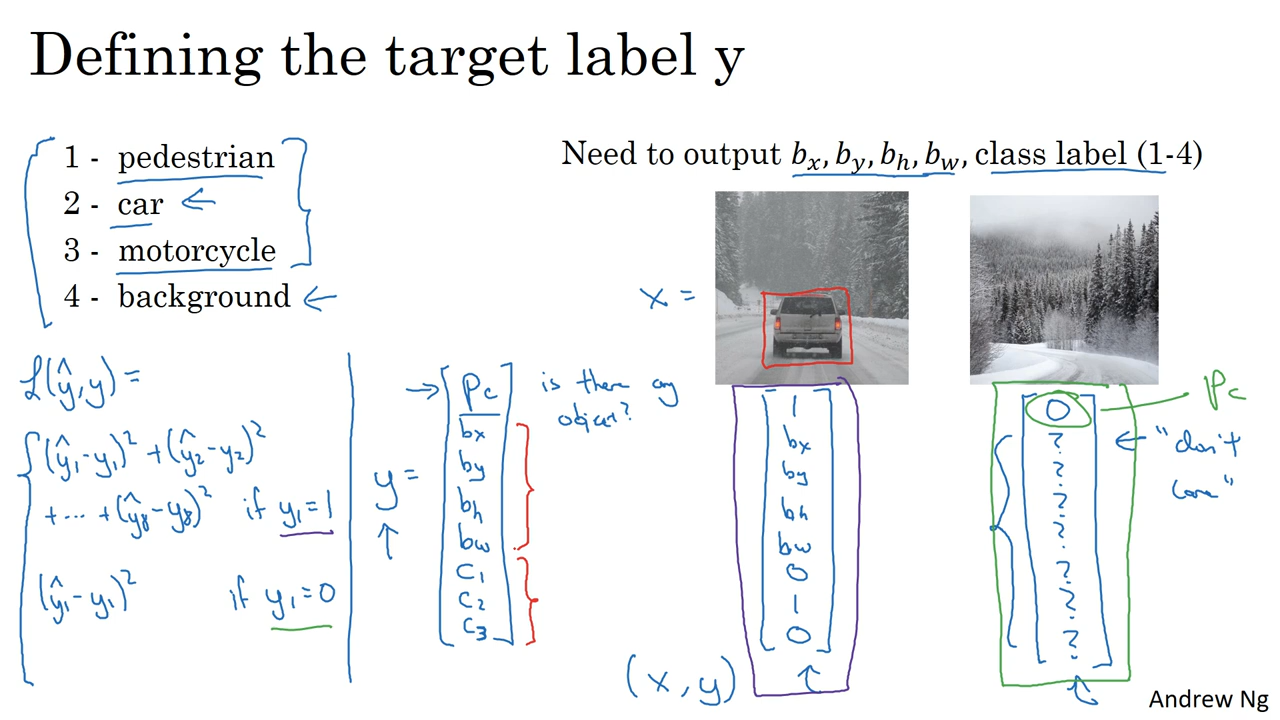 Defining the target label y
1 - pedestrian
2 - car ←
3 - motorcycle
4 - background ←
Need to output bₓ, b_y, b_h, b_w, class label (1-4)
x =
ℒ(ŷ, y) =
(ŷ₁ - y₁)² + (ŷ₂ - y₂)²
+ ... + (ŷ₈ - y₈)² if y₁ = 1
(ŷ₁ - y₁)² if y₁ = 0
y =
→ Pc is there any
object?
bx
by
bh
bw
C₁
C₂
C₃
1
bx
by
bh
bw
0
1
0
(x, y)
0 Pc
? ← "don't
? care"
?
?
?
?
?
Andrew Ng